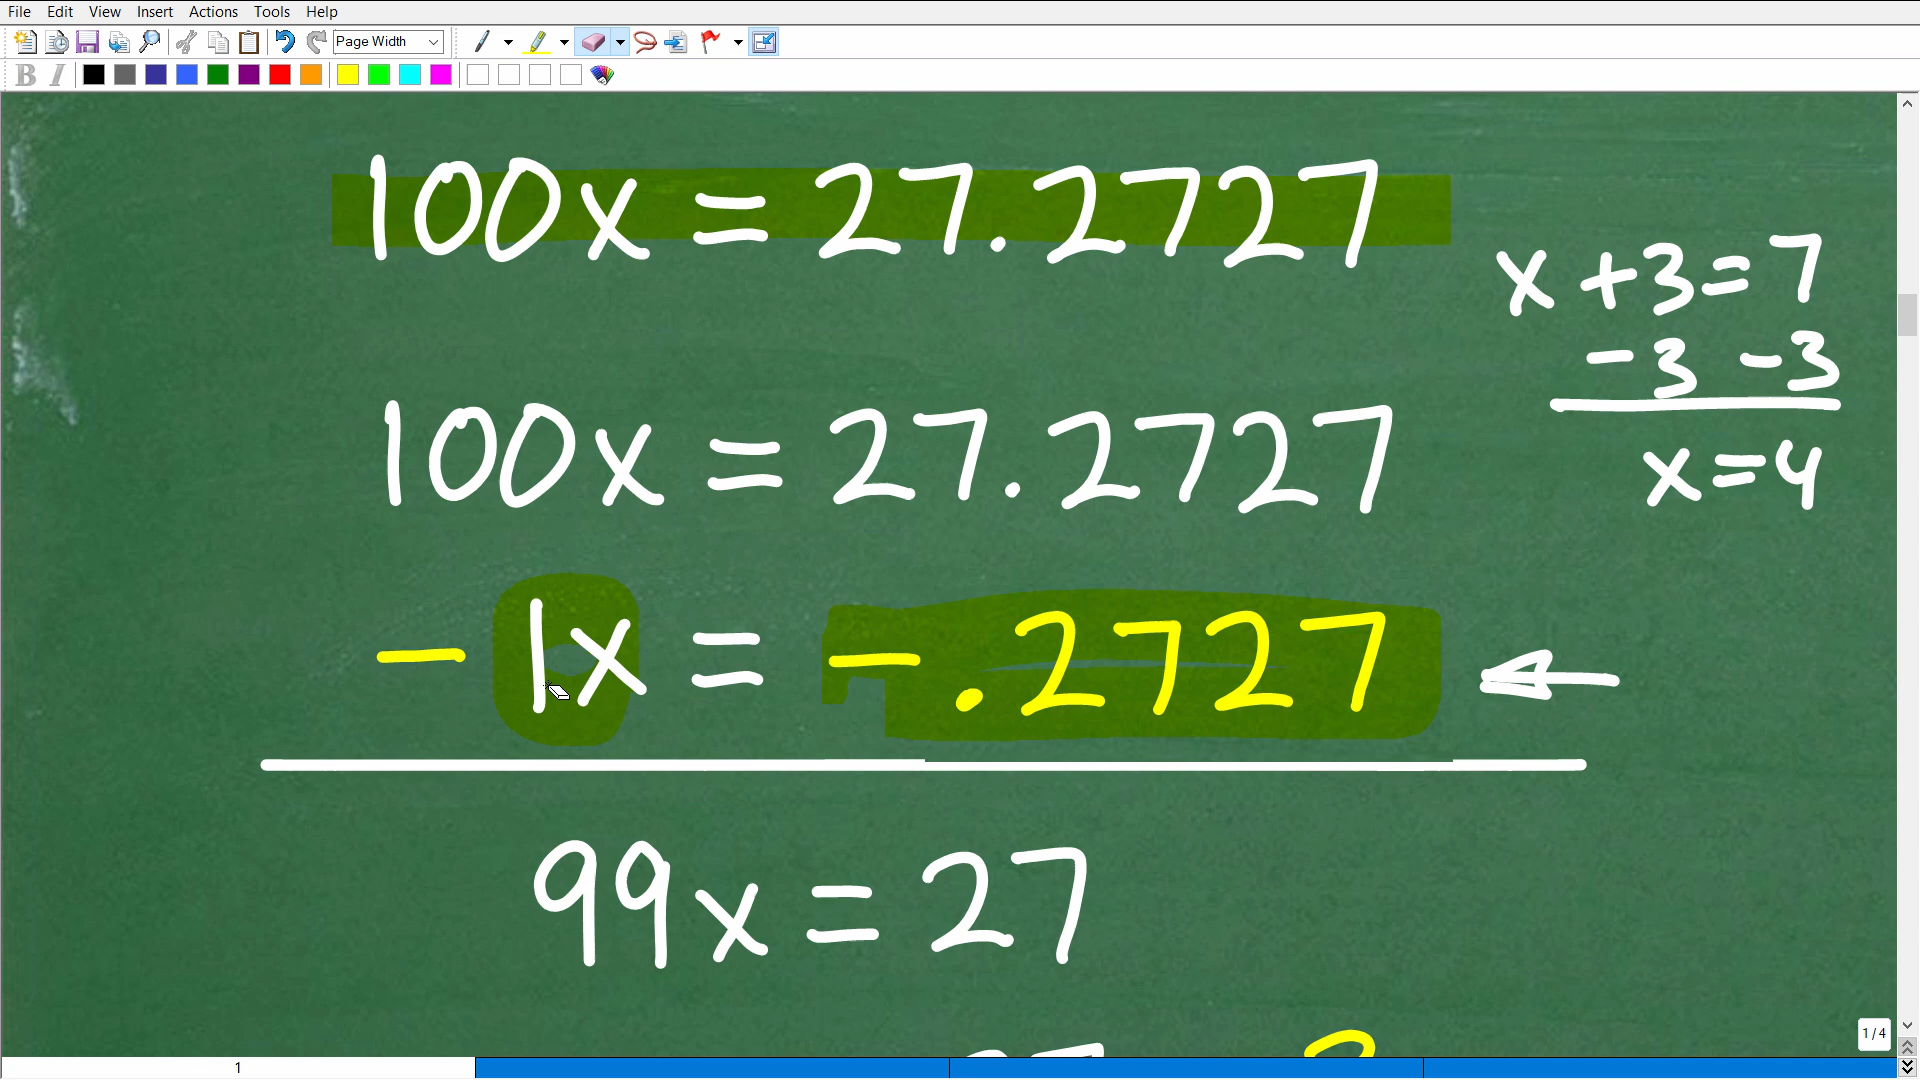 File Edit View Insert Actions Tools Help
Page Width
B I
100x = 27.2727
x + 3 = 7
- 3 - 3
x = 4
100x = 27.2727
- 1x = - .2727
99x = 27
1 / 4
1